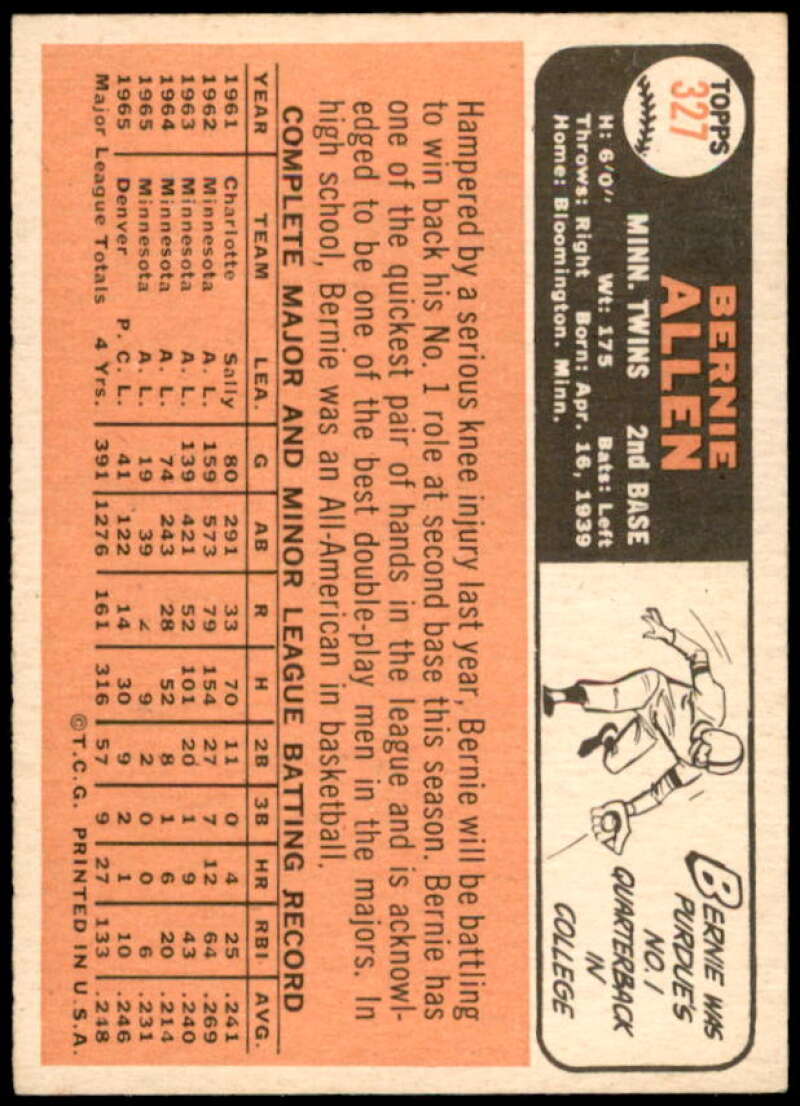 TOPPS
327
BERNIE
ALLEN
MINN. TWINS 2nd BASE
H: 6'0" Wt: 175 Bats: Left
Throws: Right Born: Apr. 16, 1939
Home: Bloomington, Minn.
BERNIE WAS
PURDUE'S
NO. 1
QUARTERBACK
IN
COLLEGE
Hampered by a serious knee injury last year, Bernie will be battling
to win back his No. 1 role at second base this season. Bernie has
one of the quickest pair of hands in the league and is acknowl-
edged to be one of the best double-play men in the majors. In
high school, Bernie was an All-American in basketball.
COMPLETE MAJOR AND MINOR LEAGUE BATTING RECORD
YEAR TEAM LEA. G AB R H 2B 3B HR RBI AVG.
1961 Charlotte Sally 80 291 33 70 11 0 4 25 .241
1962 Minnesota A. L. 159 573 79 154 27 7 12 64 .269
1963 Minnesota A. L. 139 421 52 101 20 1 9 43 .240
1964 Minnesota A. L. 74 243 28 52 8 1 6 20 .214
1965 Minnesota A. L. 19 39 2 9 2 0 0 6 .231
1965 Denver P. C. L. 41 122 14 30 9 2 1 10 .246
Major League Totals 4 Yrs. 391 1276 161 316 57 9 27 133 .248
©T.C.G. PRINTED IN U.S.A.